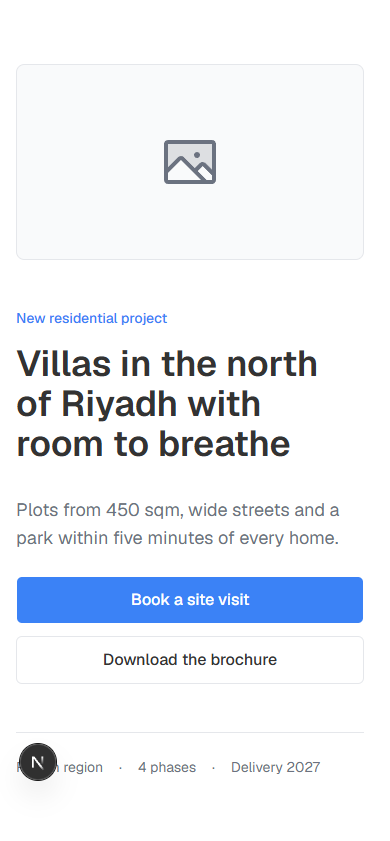 New residential project
Villas in the north
of Riyadh with
room to breathe
Plots from 450 sqm, wide streets and a
park within five minutes of every home.
Book a site visit
Download the brochure
N
region · 4 phases · Delivery 2027